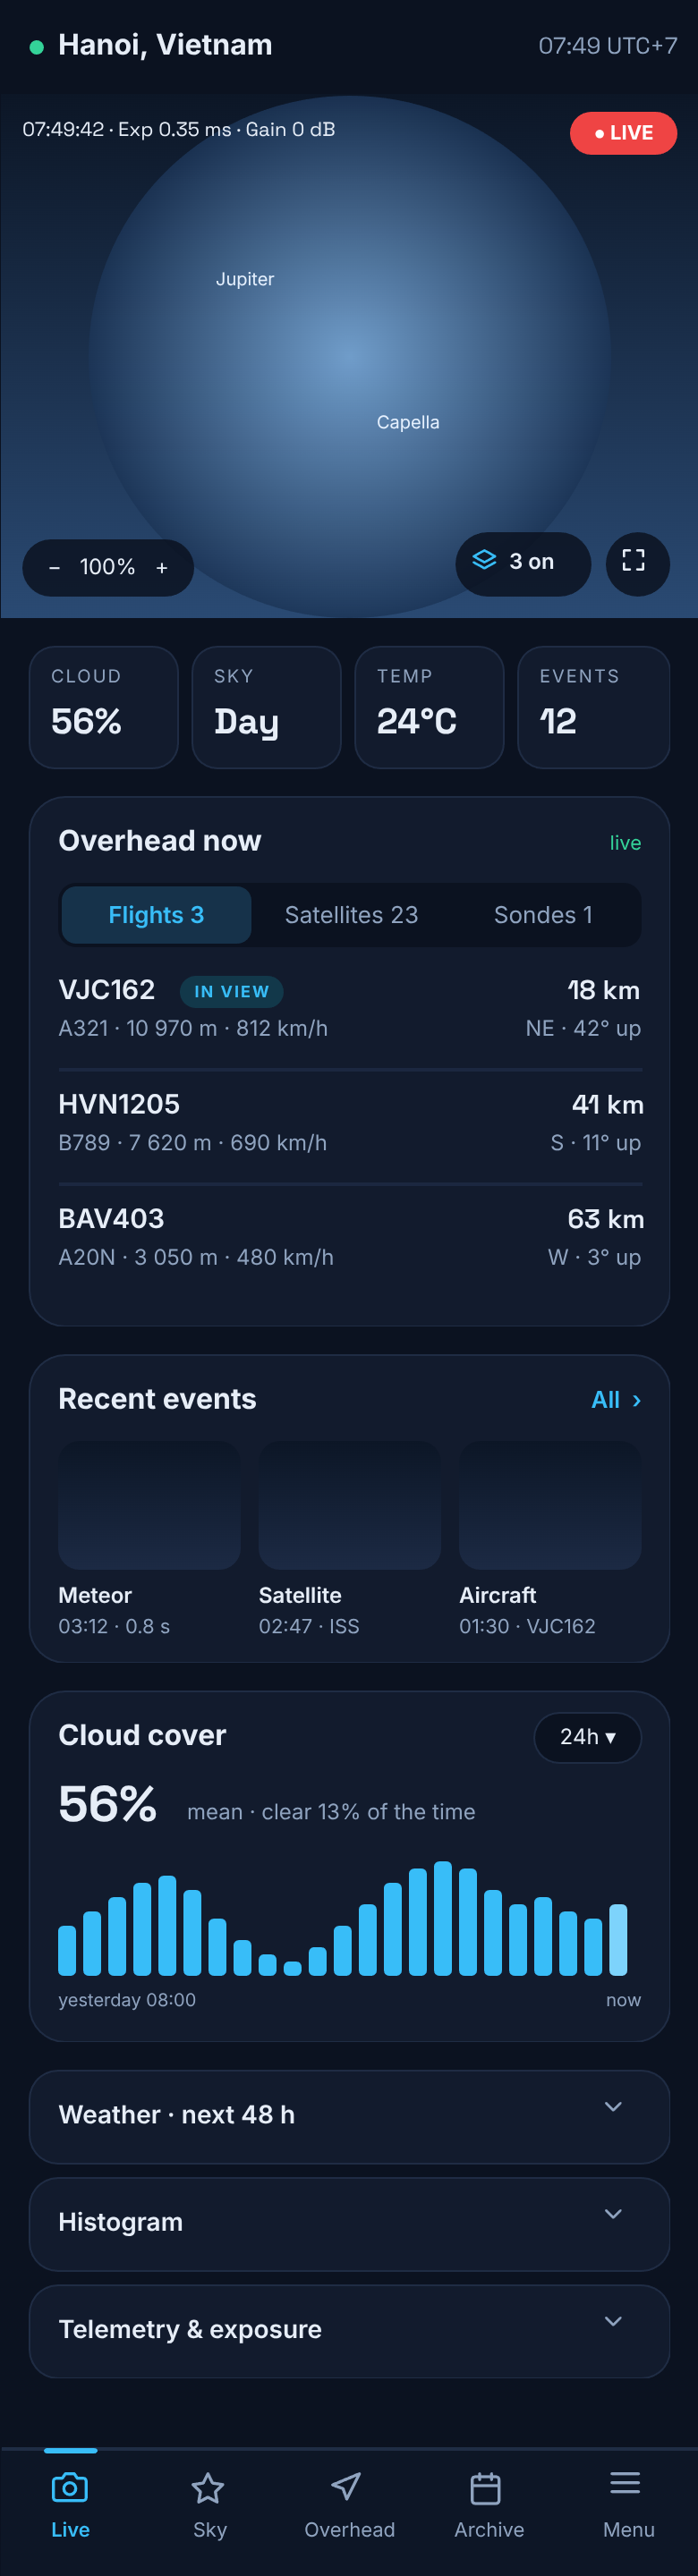 Hanoi, Vietnam
07:49 UTC+7
07:49:42 · Exp 0.35 ms · Gain 0 dB
● LIVE
Jupiter
Capella
− 100% +
3 on
CLOUD
56%
SKY
Day
TEMP
24°C
EVENTS
12
Overhead now
live
Flights 3
Satellites 23
Sondes 1
VJC162
IN VIEW
18 km
A321 · 10 970 m · 812 km/h
NE · 42° up
HVN1205
41 km
B789 · 7 620 m · 690 km/h
S · 11° up
BAV403
63 km
A20N · 3 050 m · 480 km/h
W · 3° up
Recent events
All ›
Meteor
03:12 · 0.8 s
Satellite
02:47 · ISS
Aircraft
01:30 · VJC162
Cloud cover
24h ▾
56%
mean · clear 13% of the time
yesterday 08:00
now
Weather · next 48 h
Histogram
Telemetry & exposure
Live
Sky
Overhead
Archive
Menu